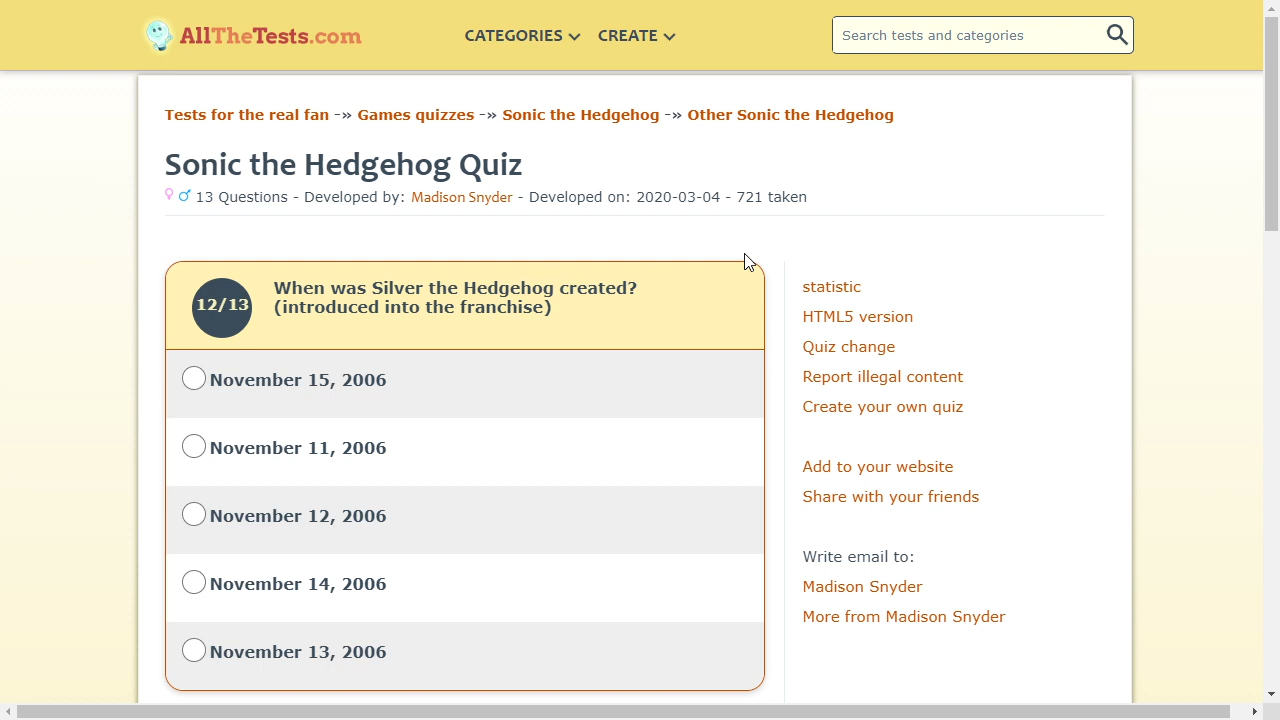 AllTheTests.com
CATEGORIES
CREATE
Search tests and categories
Tests for the real fan -» Games quizzes -» Sonic the Hedgehog -» Other Sonic the Hedgehog
Sonic the Hedgehog Quiz
13 Questions - Developed by: Madison Snyder - Developed on: 2020-03-04 - 721 taken
12/13
When was Silver the Hedgehog created?
(introduced into the franchise)
November 15, 2006
November 11, 2006
November 12, 2006
November 14, 2006
November 13, 2006
statistic
HTML5 version
Quiz change
Report illegal content
Create your own quiz
Add to your website
Share with your friends
Write email to:
Madison Snyder
More from Madison Snyder